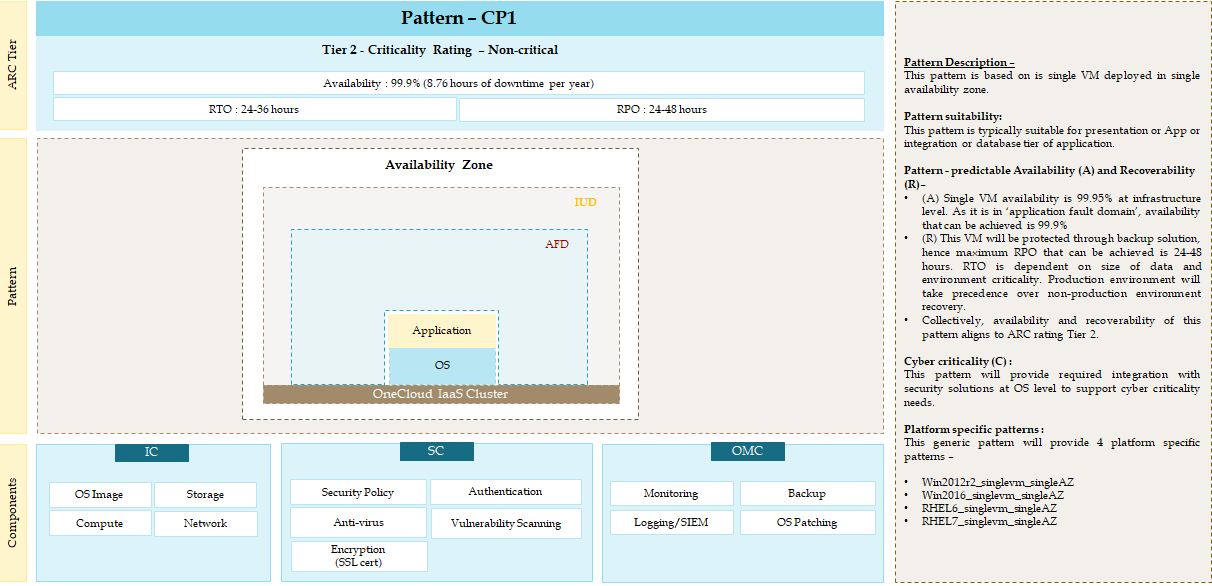 ARC Tier
Pattern – CP1
Tier 2 - Criticality Rating – Non-critical
Availability : 99.9% (8.76 hours of downtime per year)
RTO : 24-36 hours
RPO : 24-48 hours
Pattern
Availability Zone
IUD
AFD
Application
OS
OneCloud IaaS Cluster
Components
IC
OS Image
Storage
Compute
Network
SC
Security Policy
Authentication
Anti-virus
Vulnerability Scanning
Encryption
(SSL cert)
OMC
Monitoring
Backup
Logging/SIEM
OS Patching
Pattern Description –
This pattern is based on is single VM deployed in single
availability zone.
Pattern suitability:
This pattern is typically suitable for presentation or App or
integration or database tier of application.
Pattern - predictable Availability (A) and Recoverability
(R)–
• (A) Single VM availability is 99.95% at infrastructure
level. As it is in ‘application fault domain’, availability
that can be achieved is 99.9%
• (R) This VM will be protected through backup solution,
hence maximum RPO that can be achieved is 24-48
hours. RTO is dependent on size of data and
environment criticality. Production environment will
take precedence over non-production environment
recovery.
• Collectively, availability and recoverability of this
pattern aligns to ARC rating Tier 2.
Cyber criticality (C) :
This pattern will provide required integration with
security solutions at OS level to support cyber criticality
needs.
Platform specific patterns :
This generic pattern will provide 4 platform specific
patterns –
• Win2012r2_singlevm_singleAZ
• Win2016_singlevm_singleAZ
• RHEL6_singlevm_singleAZ
• RHEL7_singlevm_singleAZ